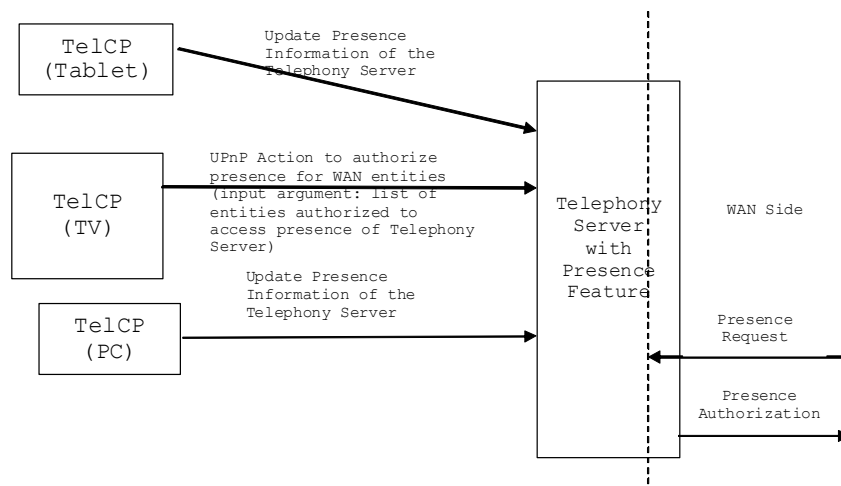 TelCP
(Tablet)
Update Presence
Information of the
Telephony Server
TelCP
(TV)
UPnP Action to authorize
presence for WAN entities
(input argument: list of
entities authorized to
access presence of Telephony
Server)
TelCP
(PC)
Update Presence
Information of the
Telephony Server
Telephony
Server
with
Presence
Feature
WAN Side
Presence
Request
Presence
Authorization